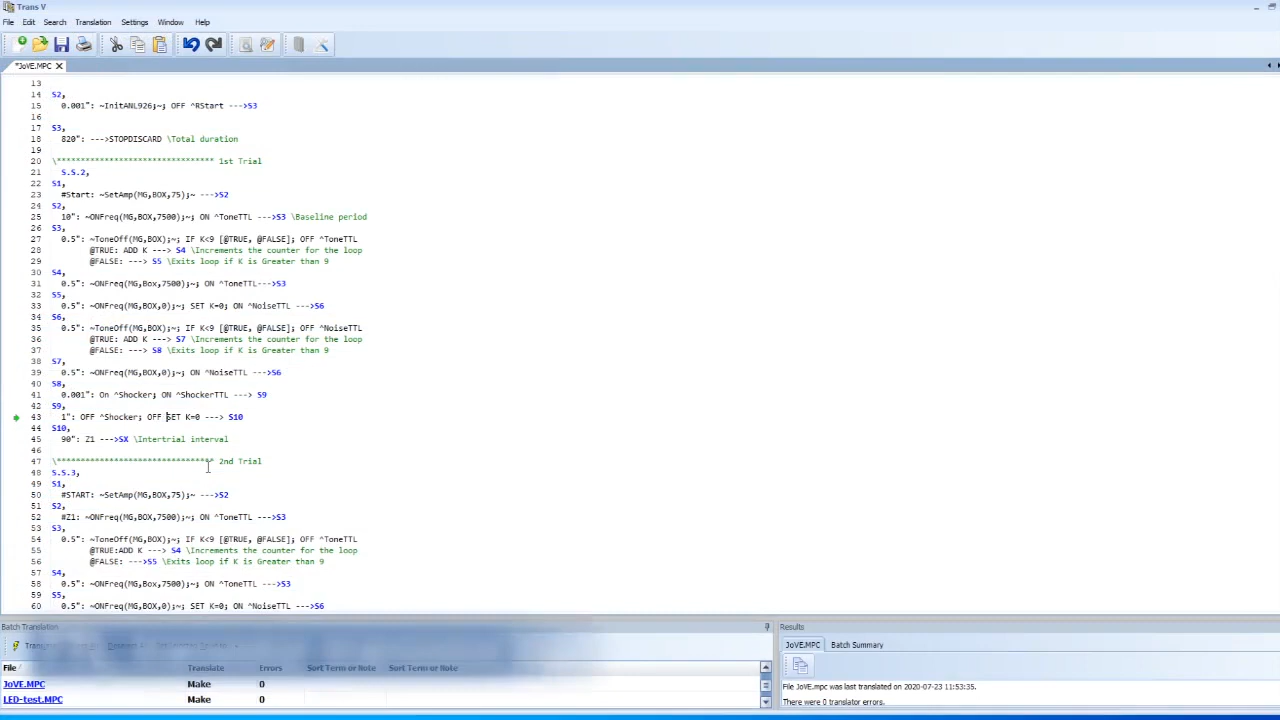 Trans V
File Edit Search Translation Settings Window Help
*JoVE.MPC
13
14 S2,
15 0.001": ~InitANL926;~; OFF ^RStart --->S3
16
17 S3,
18 820": --->STOPDISCARD \Total duration
19
20 \********************************* 1st Trial
21 S.S.2,
22 S1,
23 #Start: ~SetAmp(MG,BOX,75);~ --->S2
24 S2,
25 10": ~ONFreq(MG,BOX,7500);~; ON ^ToneTTL --->S3 \Baseline period
26 S3,
27 0.5": ~ToneOff(MG,BOX);~; IF K<9 [@TRUE, @FALSE]; OFF ^ToneTTL
28 @TRUE: ADD K ---> S4 \Increments the counter for the loop
29 @FALSE: ---> S5 \Exits loop if K is Greater than 9
30 S4,
31 0.5": ~ONFreq(MG,Box,7500);~; ON ^ToneTTL--->S3
32 S5,
33 0.5": ~ONFreq(MG,BOX,0);~; SET K=0; ON ^NoiseTTL --->S6
34 S6,
35 0.5": ~ToneOff(MG,BOX);~; IF K<9 [@TRUE, @FALSE]; OFF ^NoiseTTL
36 @TRUE: ADD K ---> S7 \Increments the counter for the loop
37 @FALSE: ---> S8 \Exits loop if K is Greater than 9
38 S7,
39 0.5": ~ONFreq(MG,BOX,0);~; ON ^NoiseTTL --->S6
40 S8,
41 0.001": On ^Shocker; ON ^ShockerTTL ---> S9
42 S9,
43 1": OFF ^Shocker; OFF SET K=0 ---> S10
44 S10,
45 90": Z1 --->SX \Intertrial interval
46
47 \********************************* 2nd Trial
48 S.S.3,
49 S1,
50 #START: ~SetAmp(MG,BOX,75);~ --->S2
51 S2,
52 #Z1: ~ONFreq(MG,BOX,7500);~; ON ^ToneTTL --->S3
53 S3,
54 0.5": ~ToneOff(MG,BOX);~; IF K<9 [@TRUE, @FALSE]; OFF ^ToneTTL
55 @TRUE:ADD K ---> S4 \Increments the counter for the loop
56 @FALSE: --->S5 \Exits loop if K is Greater than 9
57 S4,
58 0.5": ~ONFreq(MG,Box,7500);~; ON ^ToneTTL --->S3
59 S5,
60 0.5": ~ONFreq(MG,BOX,0);~; SET K=0; ON ^NoiseTTL --->S6
Batch Translation
File Translate Errors Sort Term or Note Sort Term or Note
JoVE.MPC Make 0
LED-test.MPC Make 0
Results
JoVE.MPC Batch Summary
File JoVE.mpc was last translated on 2020-07-23 11:53:35.
There were 0 translator errors.